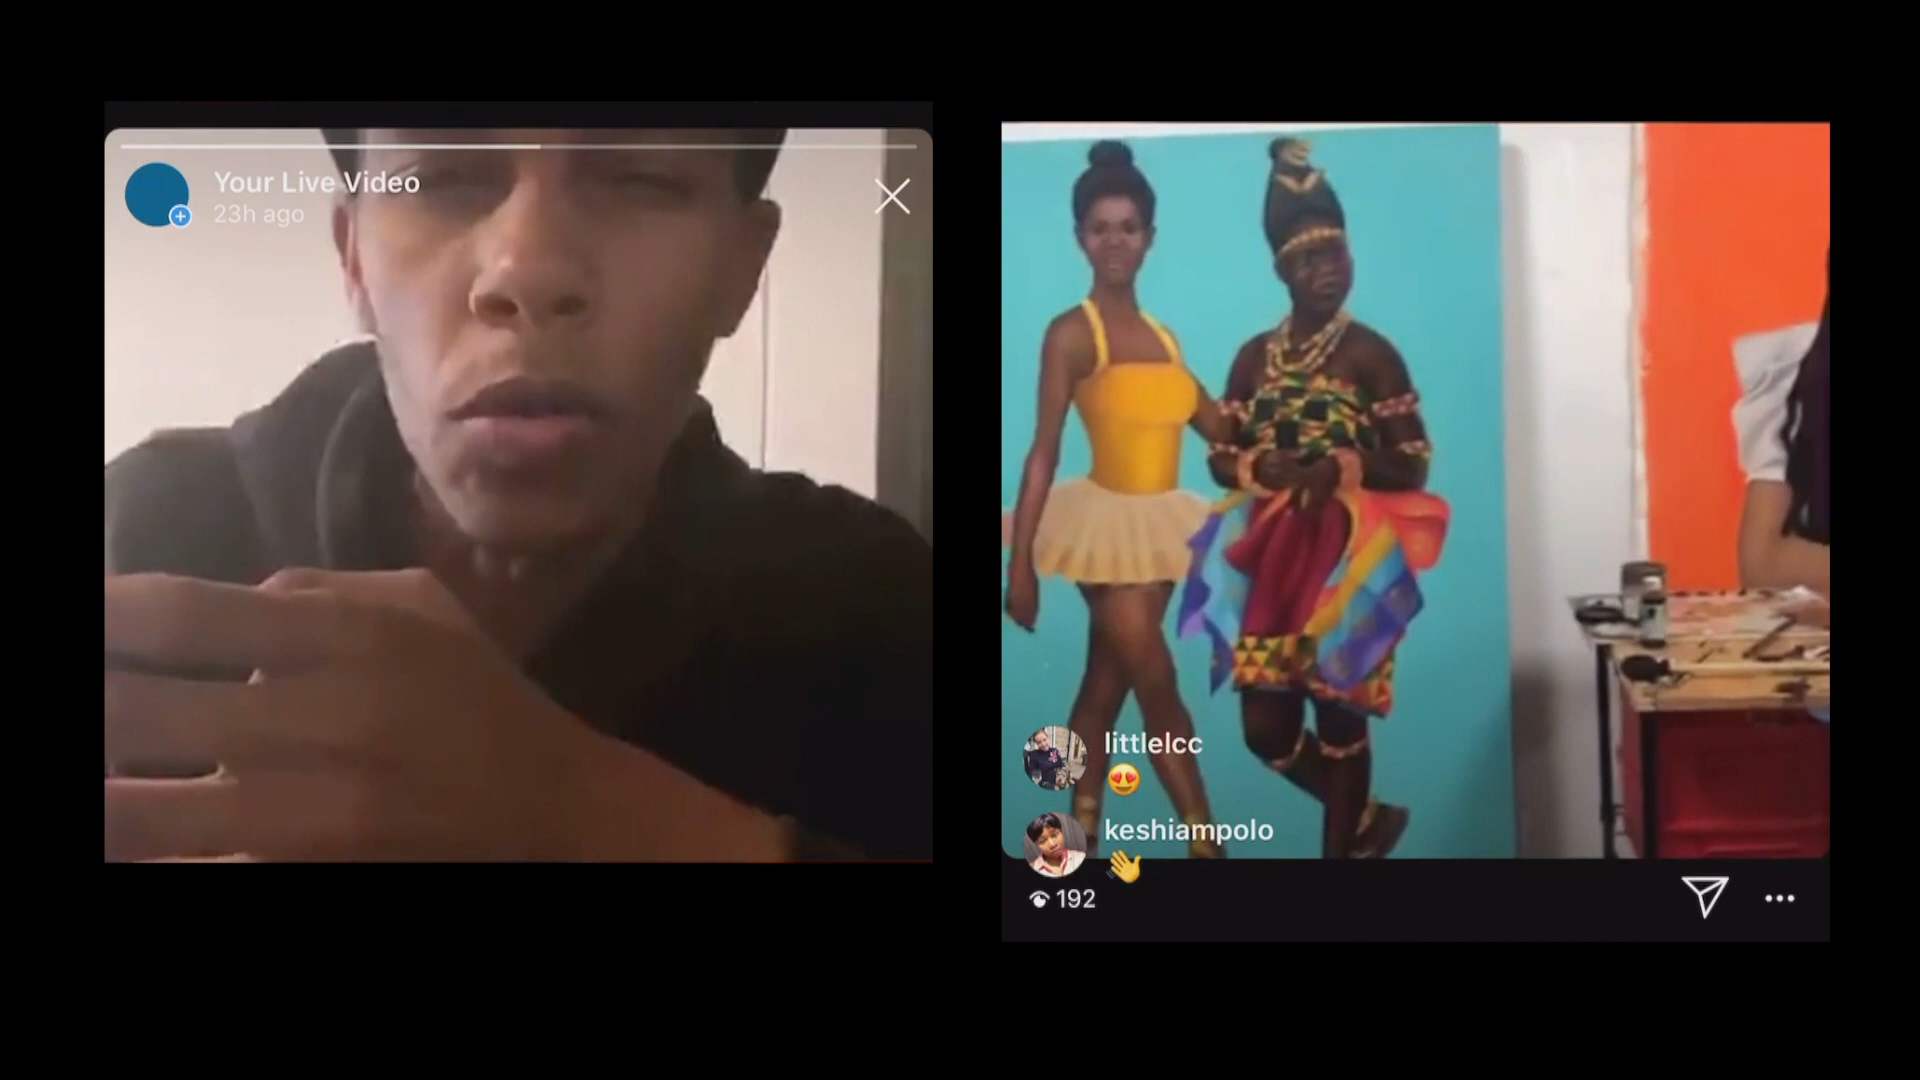 Your Live Video
23h ago
littlelcc
😍
keshiampolo
👋
192